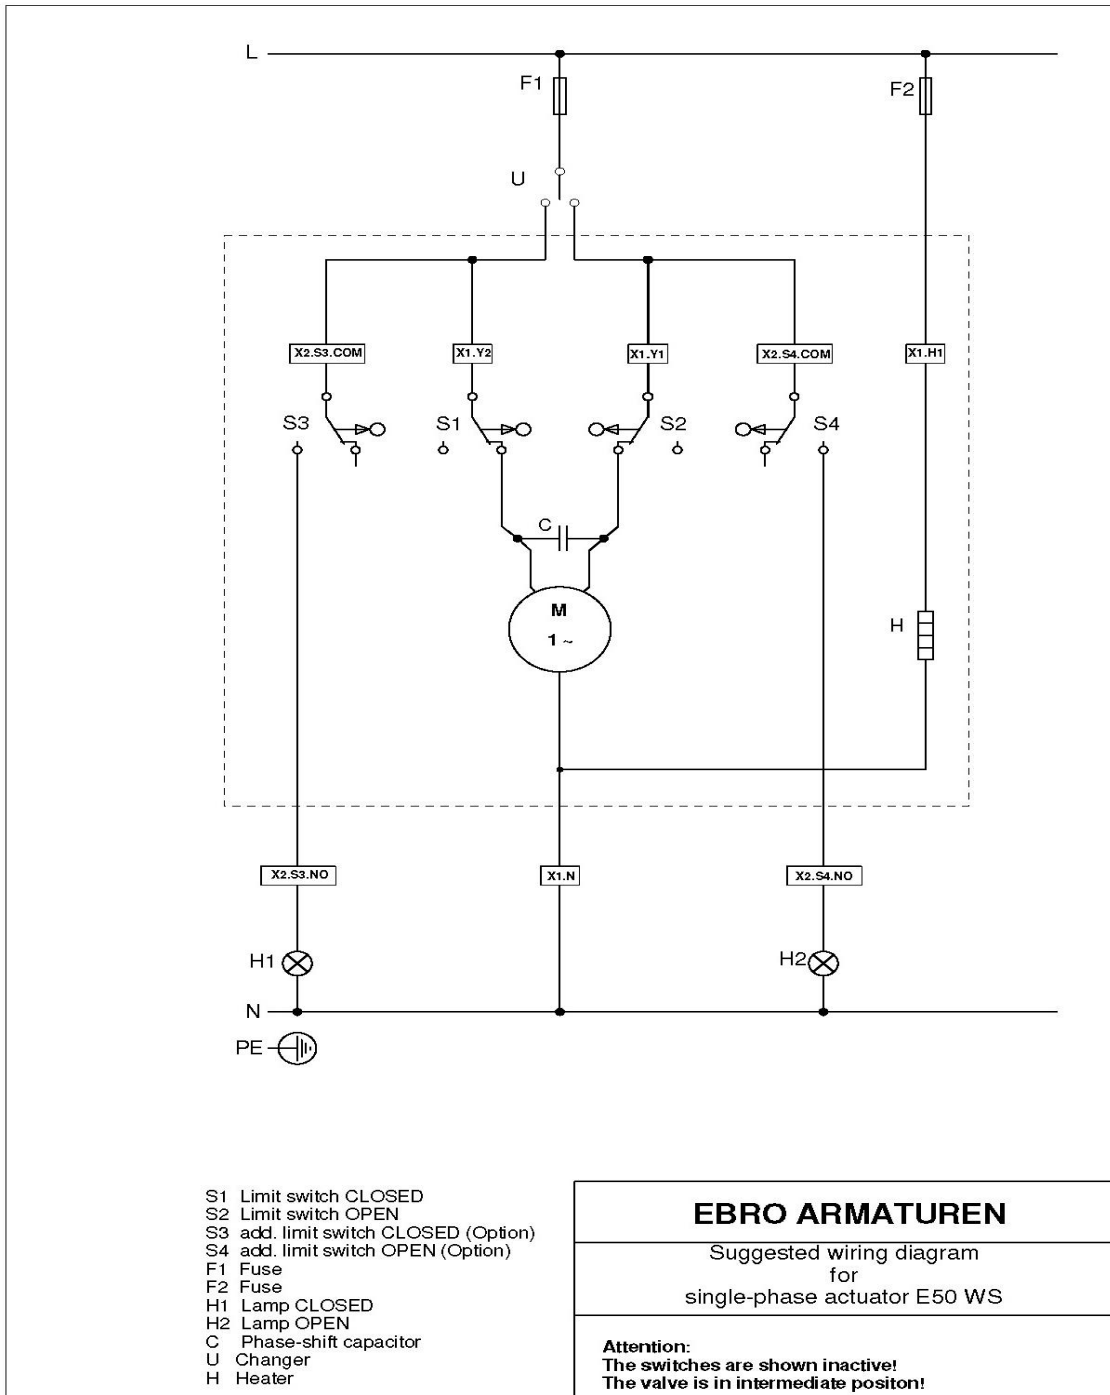 L
F1
F2
U
X2.S3.COM
X1.Y2
X1.Y1
X2.S4.COM
X1.H1
S3
S1
S2
S4
C
M
1 ~
H
X2.S3.NO
X1.N
X2.S4.NO
H1
H2
N
PE
S1 Limit switch CLOSED
S2 Limit switch OPEN
S3 add. limit switch CLOSED (Option)
S4 add. limit switch OPEN (Option)
F1 Fuse
F2 Fuse
H1 Lamp CLOSED
H2 Lamp OPEN
C Phase-shift capacitor
U Changer
H Heater
EBRO ARMATUREN
Suggested wiring diagram
for
single-phase actuator E50 WS
Attention:
The switches are shown inactive!
The valve is in intermediate positon!